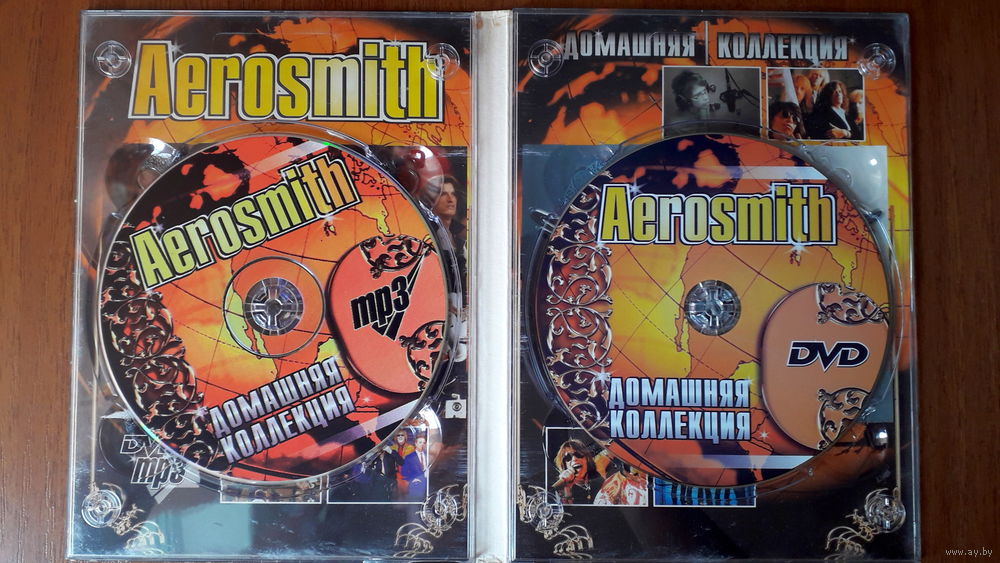 Aerosmith
Aerosmith
mp3
ДОМАШНЯЯ
КОЛЛЕКЦИЯ
DVD
mp3
ДОМАШНЯЯ КОЛЛЕКЦИЯ
Aerosmith
DVD
ДОМАШНЯЯ
КОЛЛЕКЦИЯ
www.ay.by